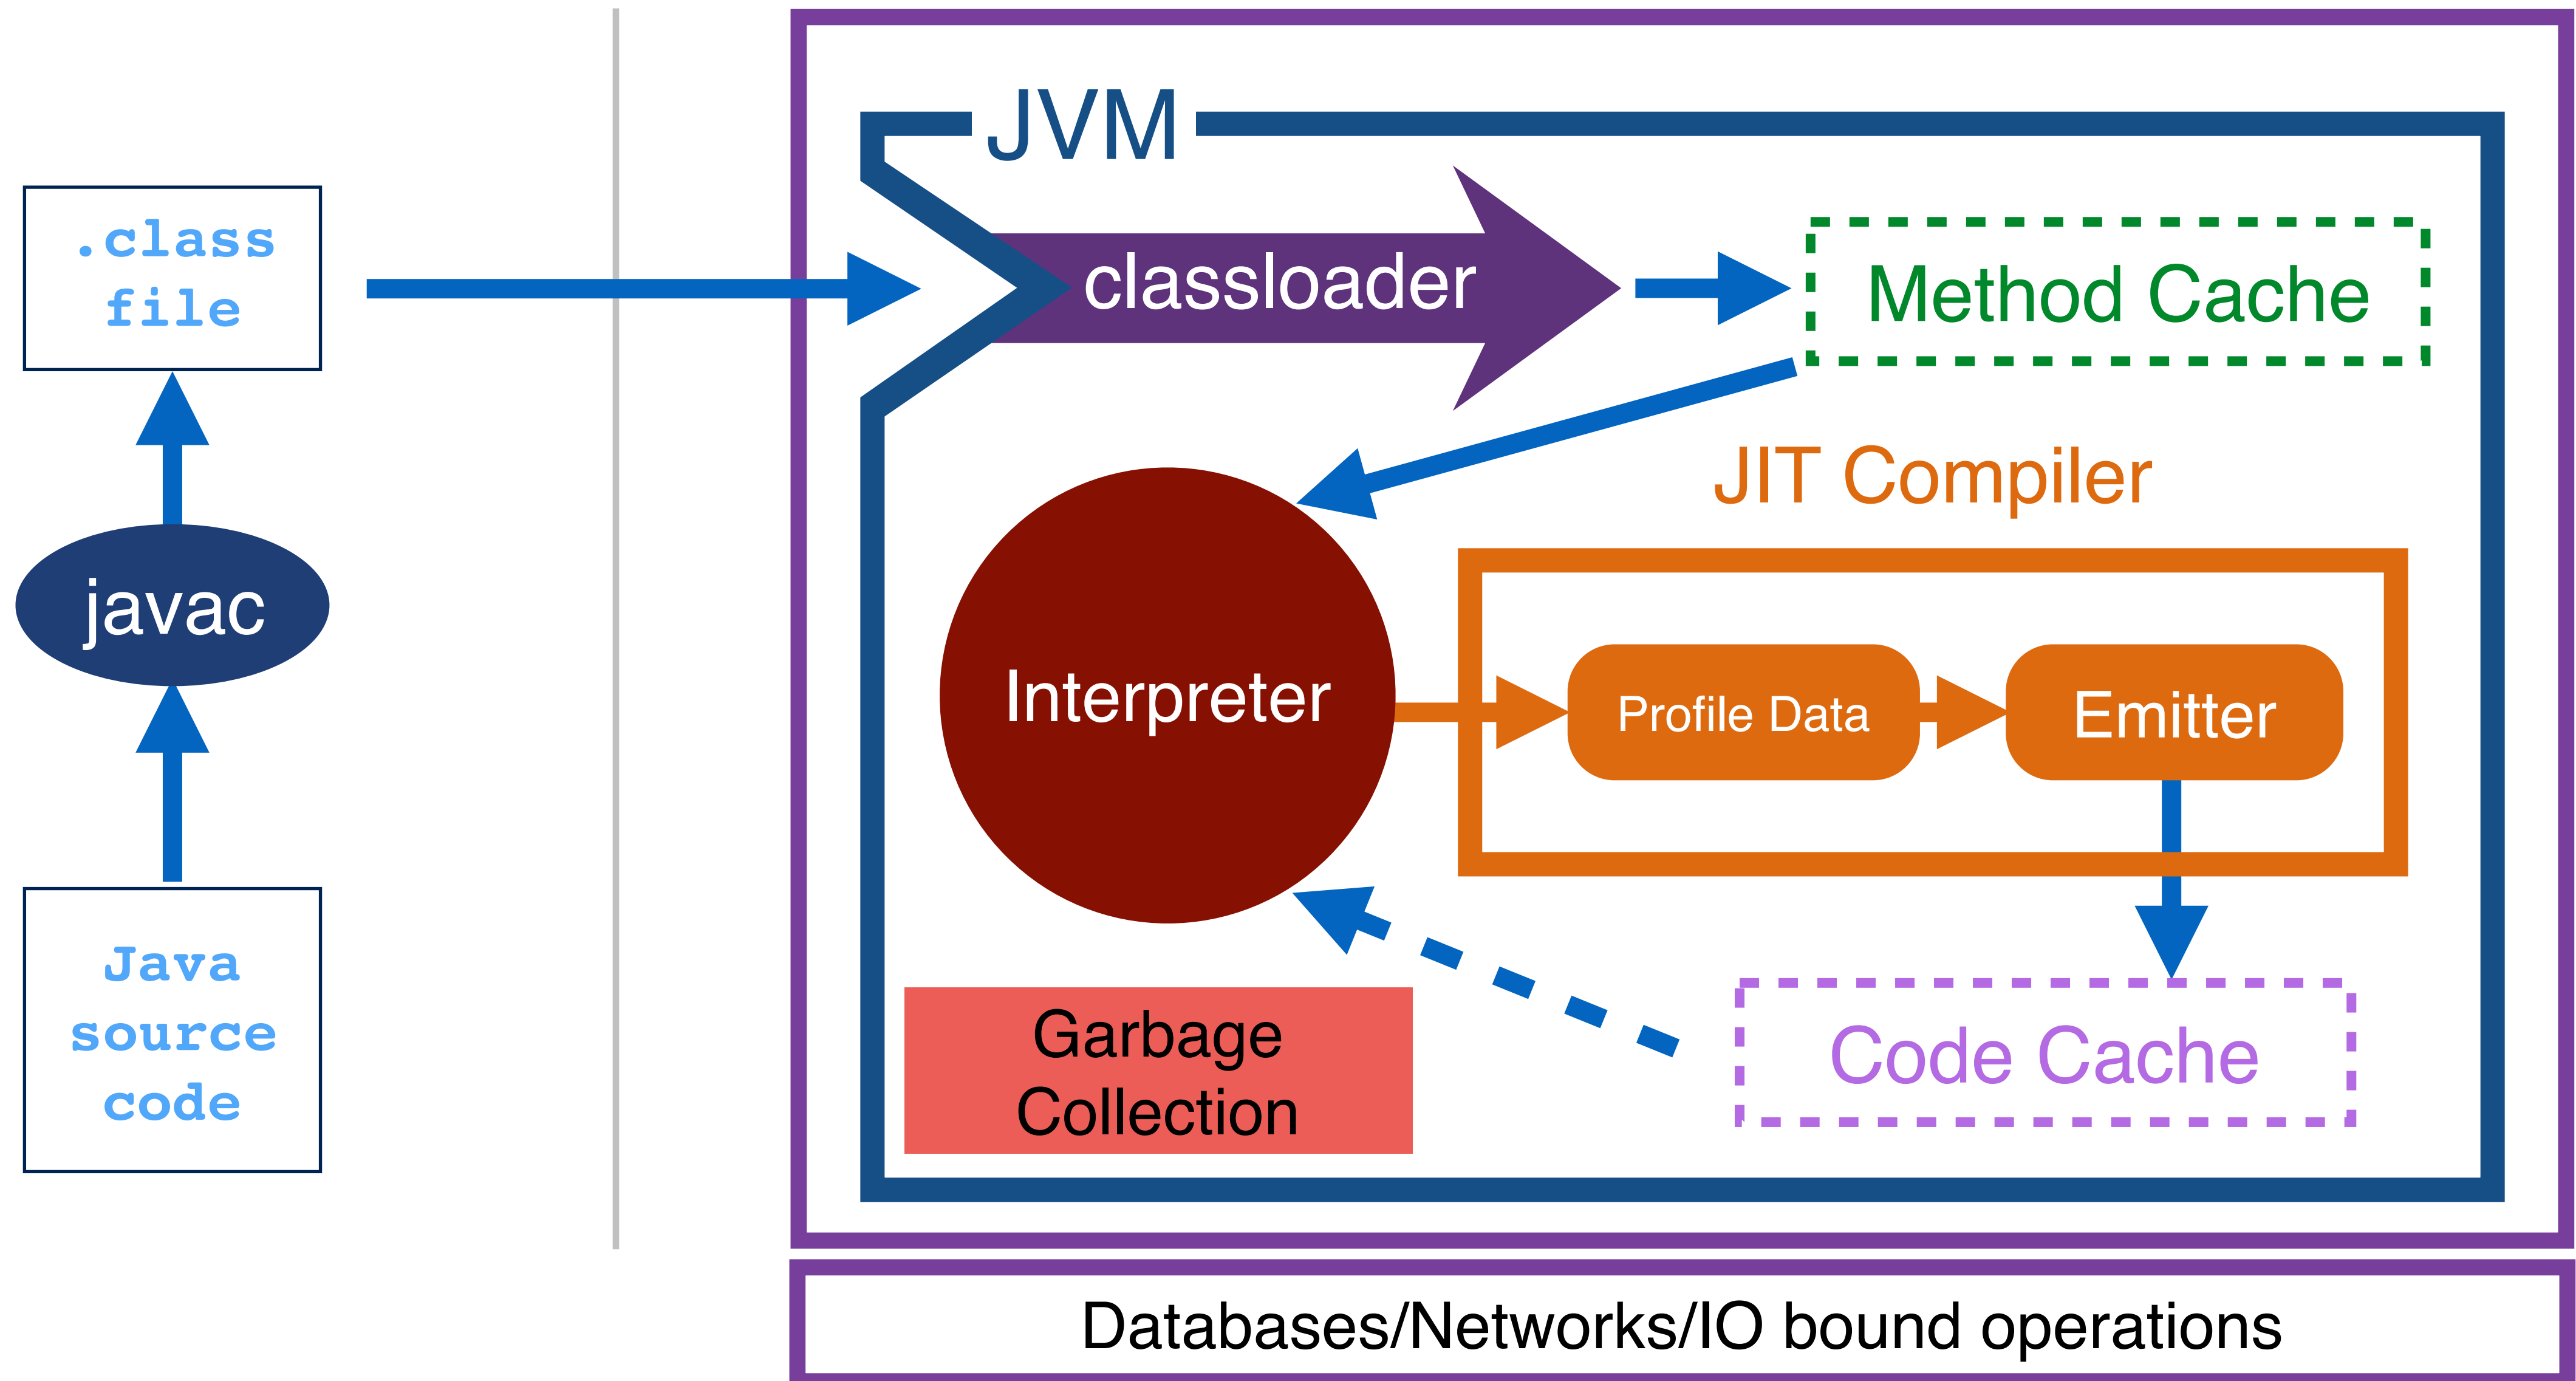 JVM
.class
file
classloader
Method Cache
JIT Compiler
javac
Interpreter
Profile Data
Emitter
Java
source
code
Garbage
Collection
Code Cache
Databases/Networks/IO bound operations